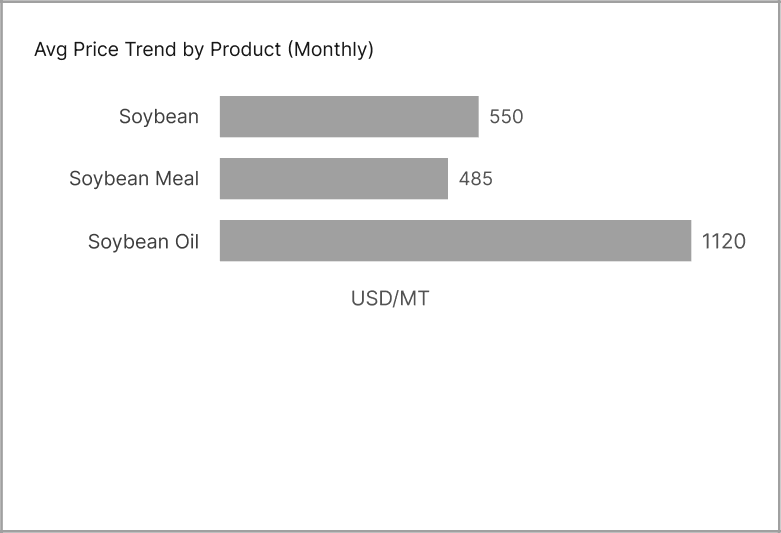 Avg Price Trend by Product (Monthly)
Soybean 550
Soybean Meal 485
Soybean Oil 1120
USD/MT